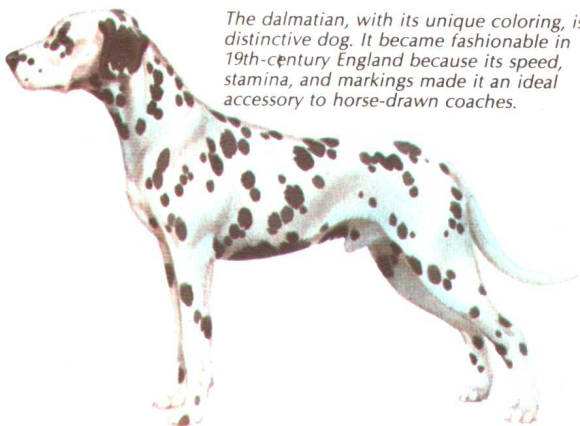 The dalmatian, with its unique coloring, is
distinctive dog. It became fashionable in
19th-century England because its speed,
stamina, and markings made it an ideal
accessory to horse-drawn coaches.